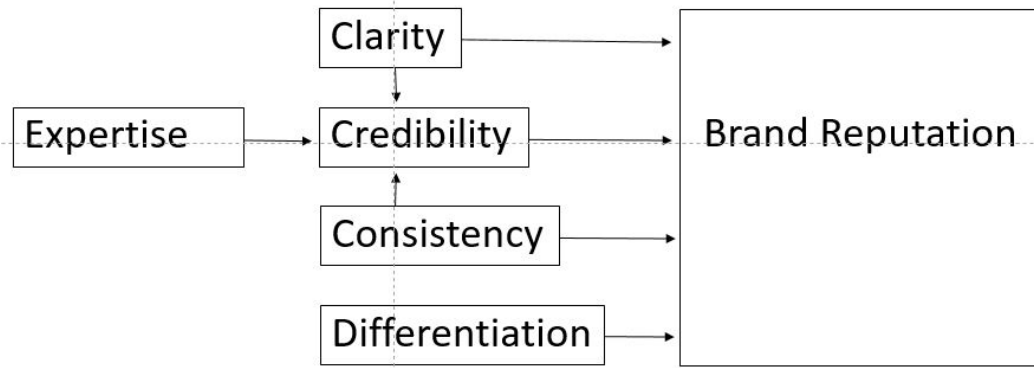 Clarity
Expertise
Credibility
Brand Reputation
Consistency
Differentiation